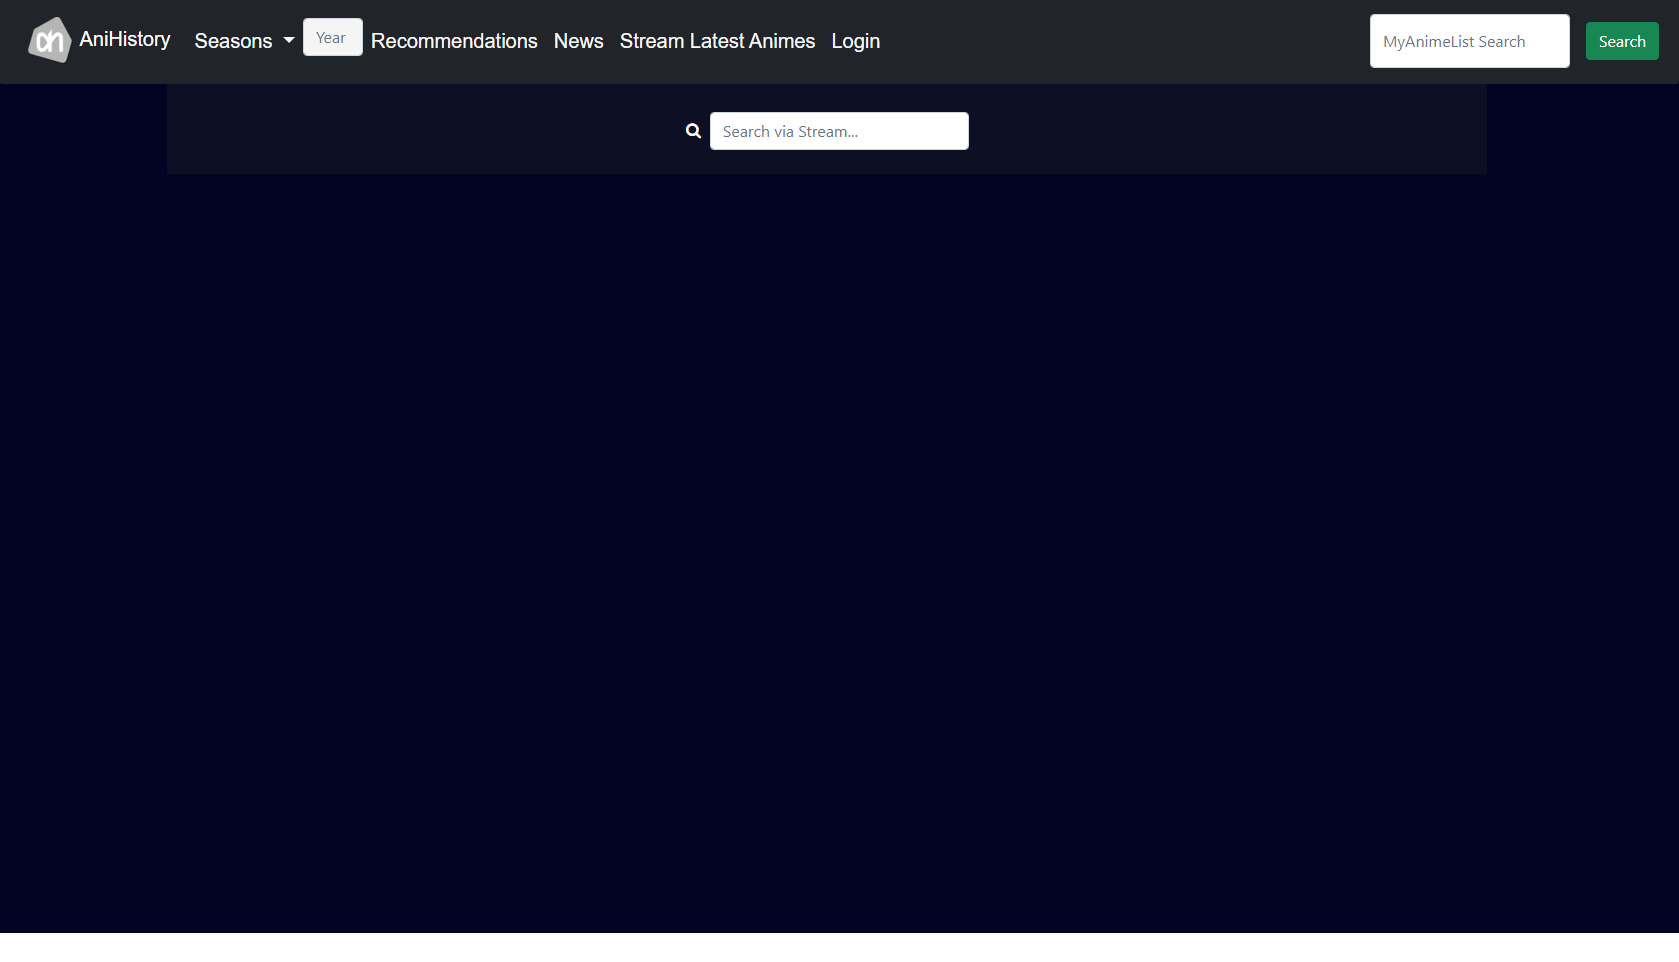 AniHistory
Seasons
Year
Recommendations
News
Stream Latest Animes
Login
MyAnimeList Search
Search
Search via Stream...